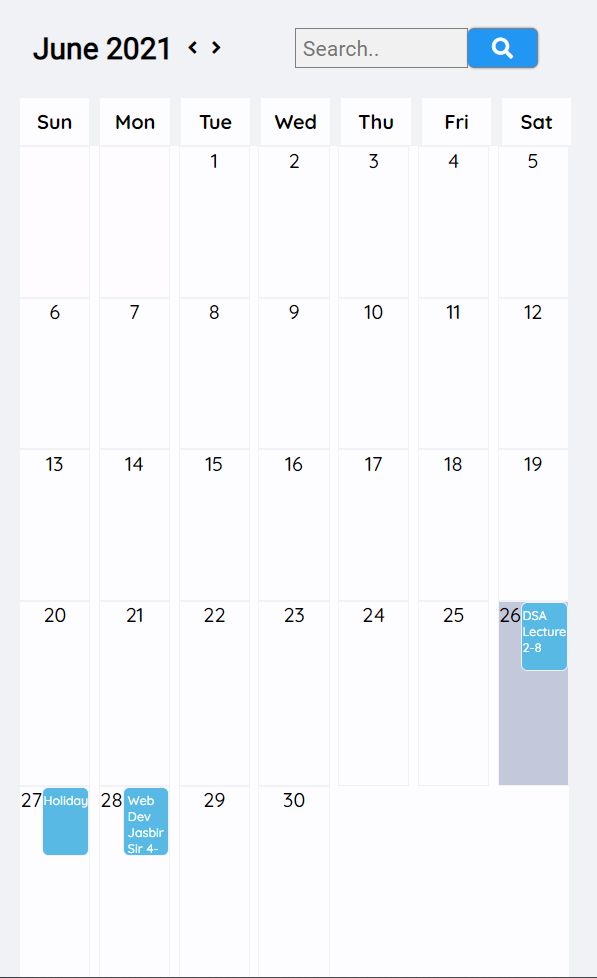 June 2021
Search..
Sun Mon Tue Wed Thu Fri Sat
1 2 3 4 5
6 7 8 9 10 11 12
13 14 15 16 17 18 19
20 21 22 23 24 25 26 DSA
Lecture
2-8
27 Holiday 28 Web 29 30
Dev
Jasbir
Sir 4-